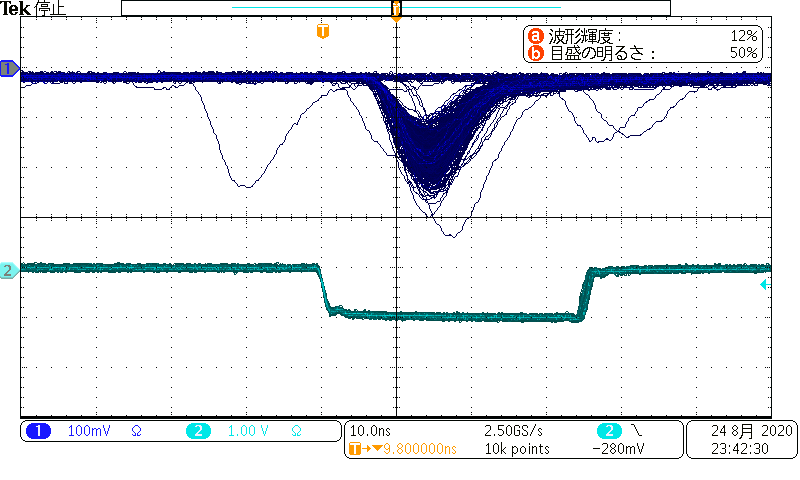 Tek 停止
T
a 波形輝度： 12%
b 目盛の明るさ： 50%
1
2
1 100mV Ω 2 1.00 V Ω
10.0ns 2.50GS/s 2
T→▼9.800000ns 10k points −280mV
24 8月 2020
23:42:30